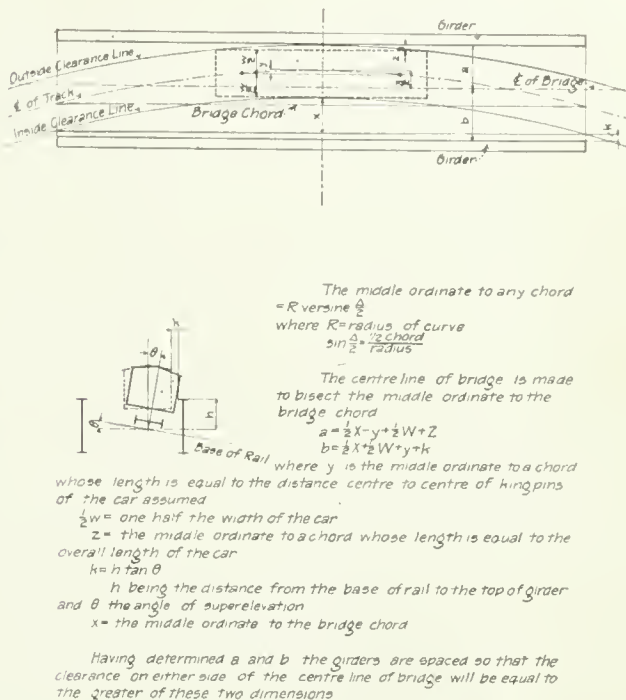 Girder
Outside Clearance Line
℄ of Track
Inside Clearance Line
Bridge Chord
℄ of Bridge
a
b
x
Girder
The middle ordinate to any chord
= R versine Δ/2
where R = radius of curve
sin Δ/2 = ½ chord / radius
The centre line of bridge is made
to bisect the middle ordinate to the
bridge chord
a = ½X - y + ½W + Z
b = ½X + ½W + y + k
h
θ
h
θ
Base of Rail
where y is the middle ordinate to a chord
whose length is equal to the distance centre to centre of kingpins
of the car assumed
½w = one half the width of the car
z = the middle ordinate to a chord whose length is equal to the
overall length of the car
k = h tan θ
h being the distance from the base of rail to the top of girder
and θ the angle of superelevation
x = the middle ordinate to the bridge chord
Having determined a and b the girders are spaced so that the
clearance on either side of the centre line of bridge will be equal to
the greater of these two dimensions